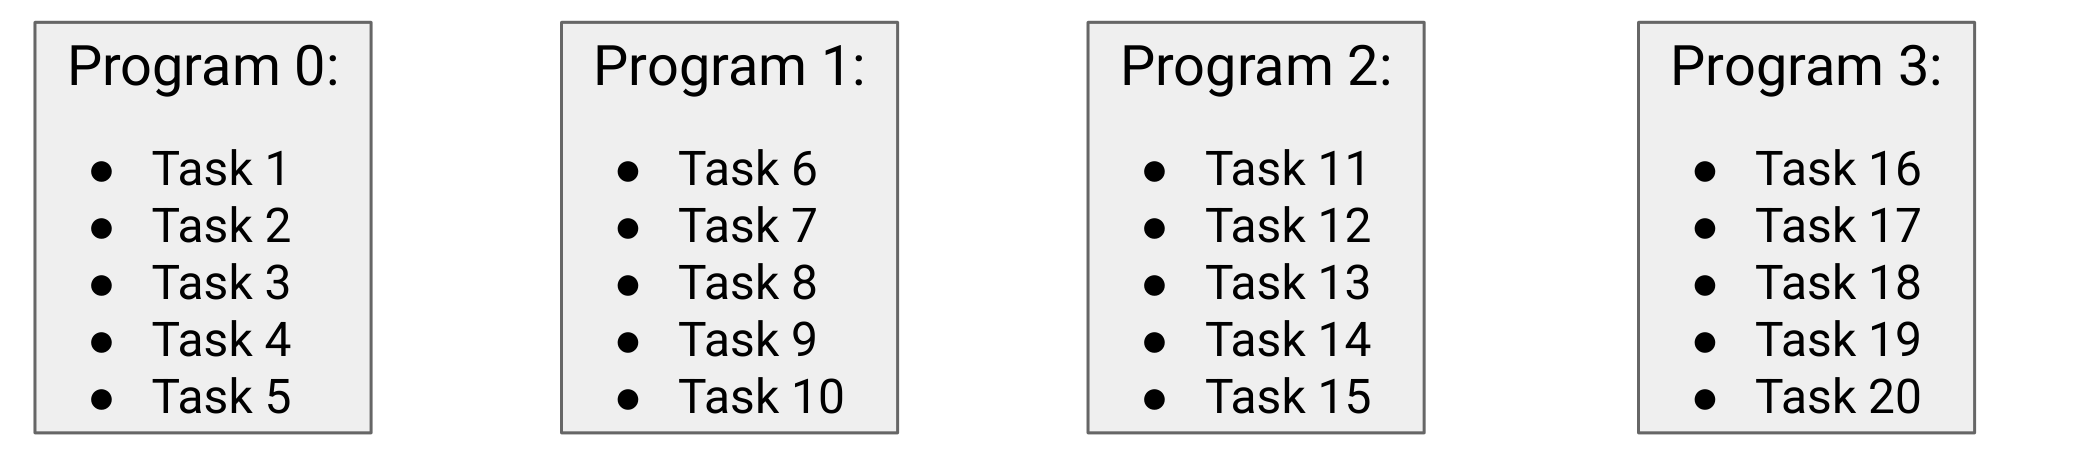 Program 0:
● Task 1
● Task 2
● Task 3
● Task 4
● Task 5
Program 1:
● Task 6
● Task 7
● Task 8
● Task 9
● Task 10
Program 2:
● Task 11
● Task 12
● Task 13
● Task 14
● Task 15
Program 3:
● Task 16
● Task 17
● Task 18
● Task 19
● Task 20